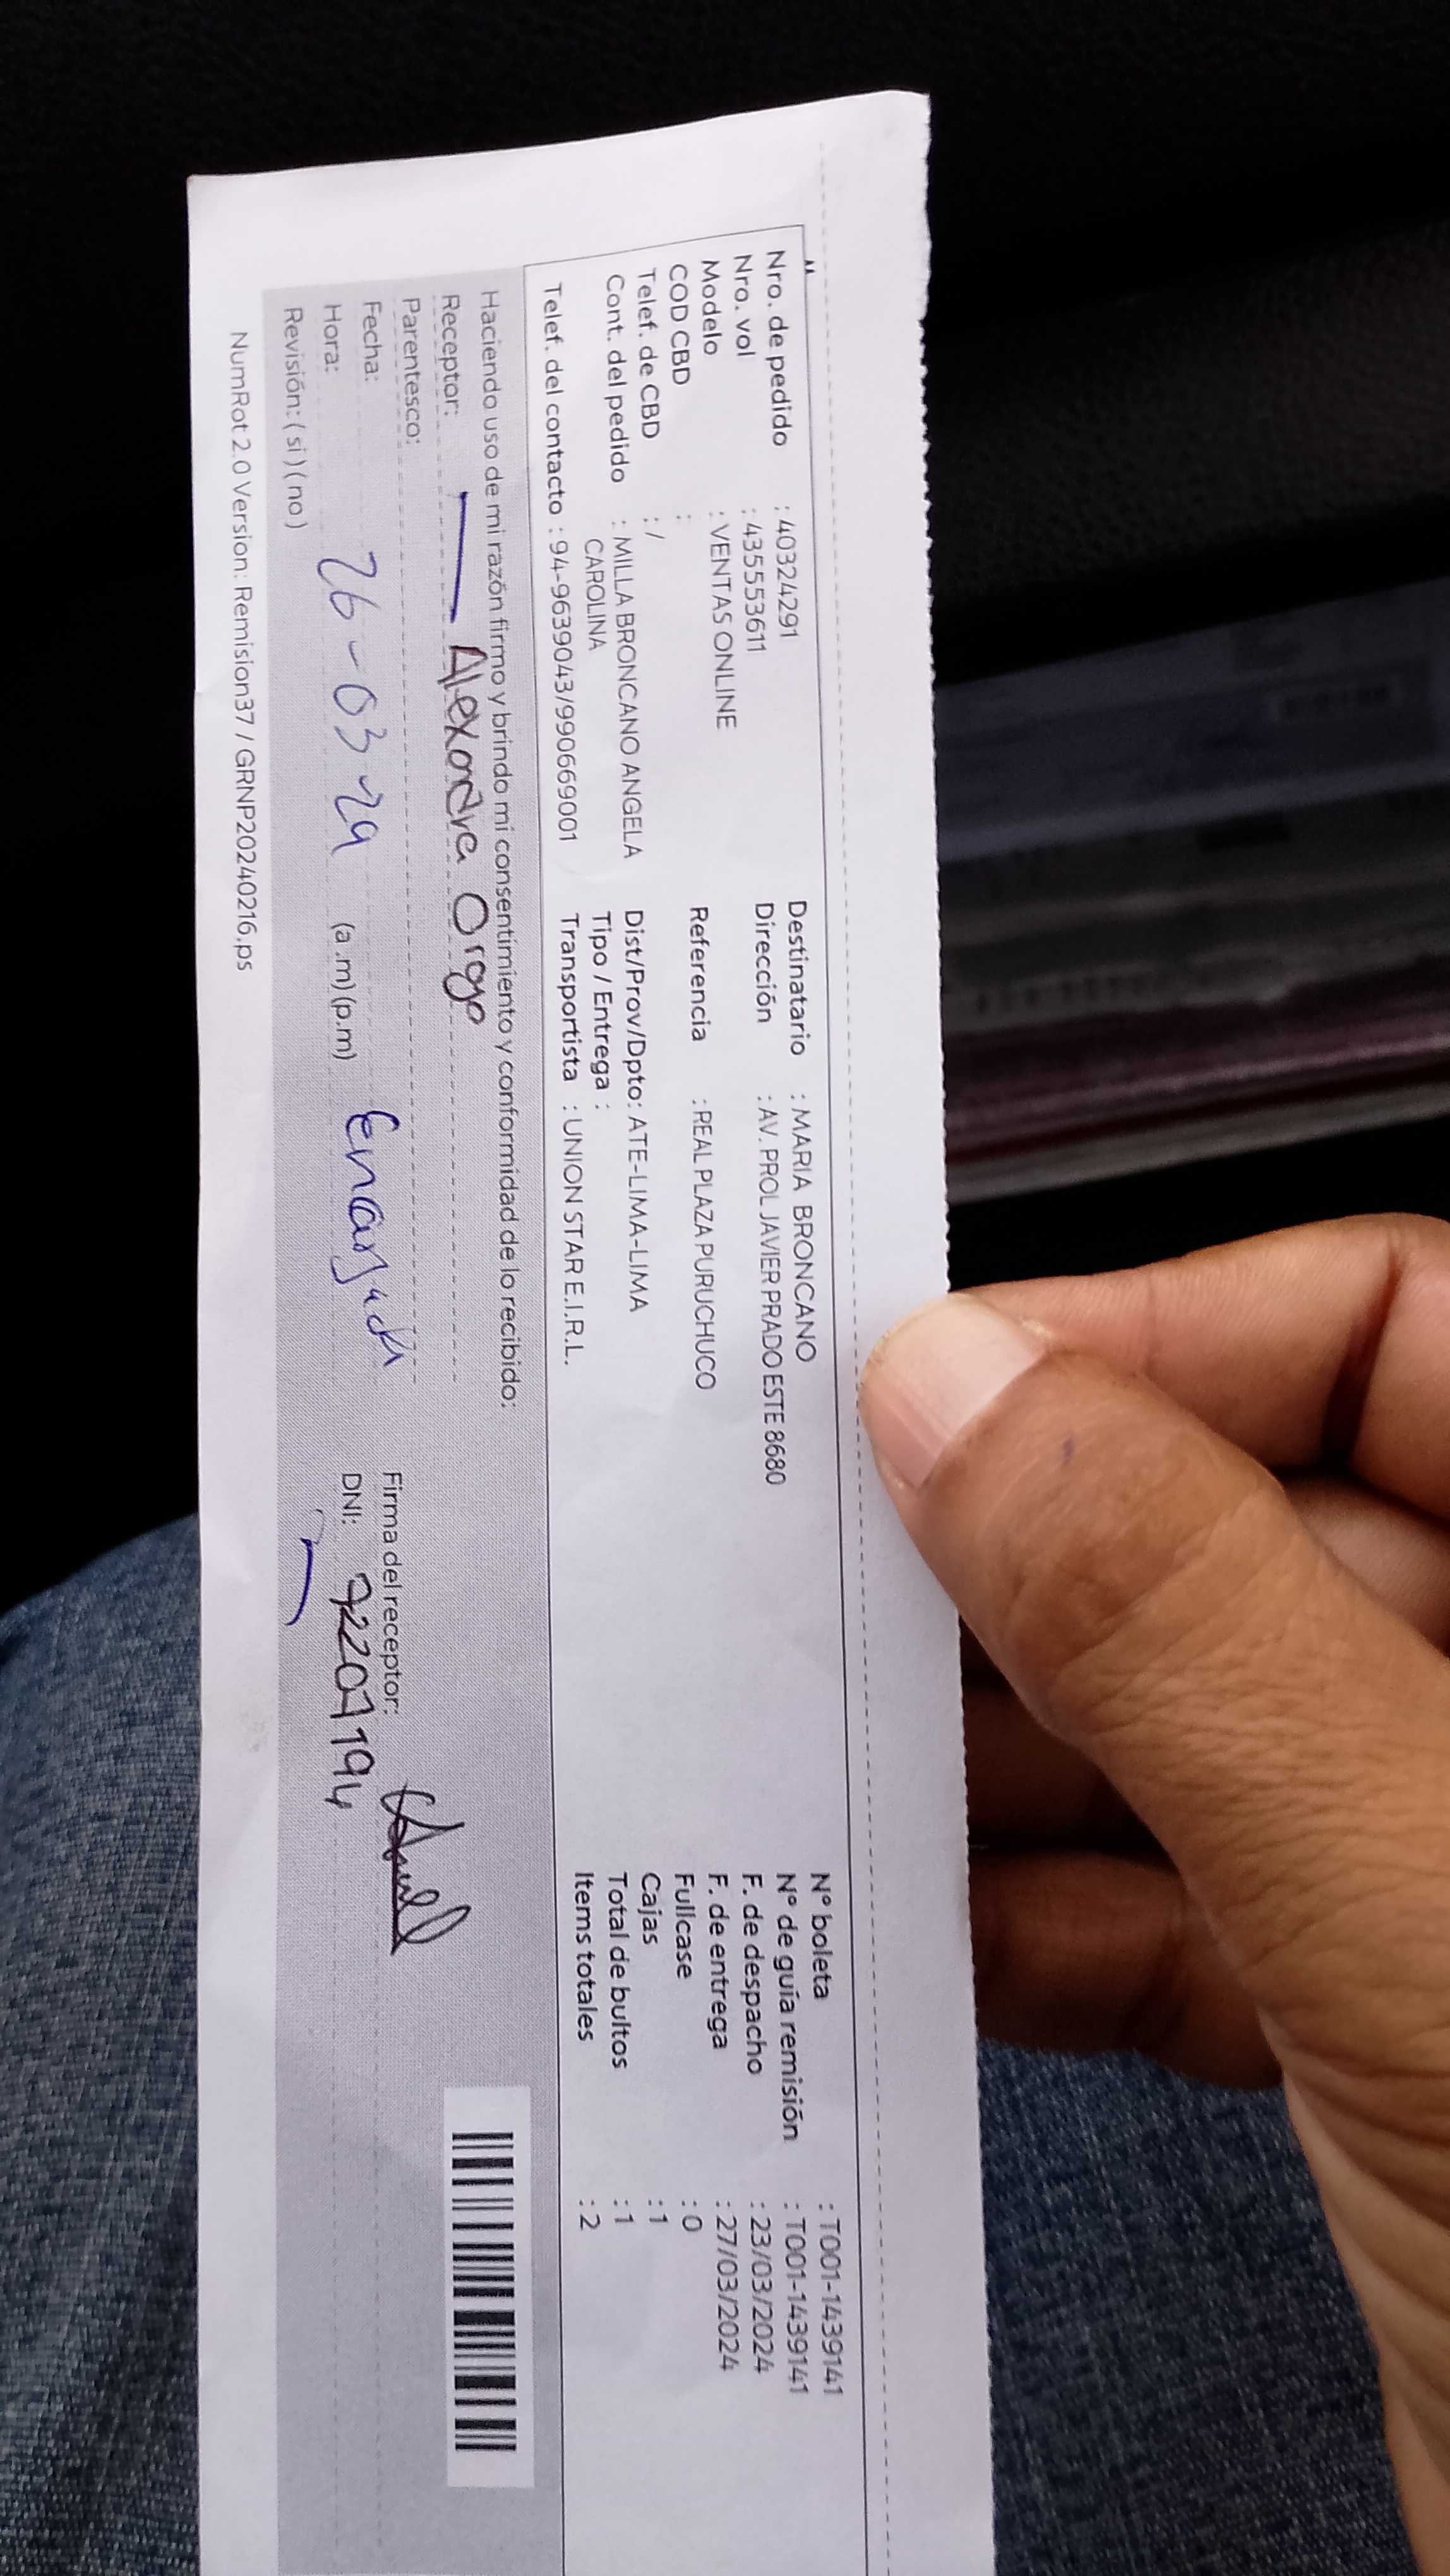 Nro. de pedido : 40324291
Nro. vol : 435553611
Modelo : VENTAS ONLINE
COD CBD :
Telef. de CBD : /
Cont. del pedido : MILLA BRONCANO ANGELA
CAROLINA
Telef. del contacto : 94-9639043/990669001
Destinatario : MARIA BRONCANO
Dirección : AV. PROL JAVIER PRADO ESTE 8680
Referencia : REAL PLAZA PURUCHUCO
Dist/Prov/Dpto: ATE-LIMA-LIMA
Tipo / Entrega :
Transportista : UNION STAR E.I.R.L.
Nº boleta : T001-1439141
Nº de guía remisión : T001-1439141
F. de despacho : 23/03/2024
F. de entrega : 27/03/2024
Fullcase : 0
Cajas : 1
Total de bultos : 1
Items totales : 2
Haciendo uso de mi razón firmo y brindo mi consentimiento y conformidad de lo recibido:
Receptor: Alexandra
Parentesco:
Fecha: 26-03-24
Hora: (a.m) (p.m) Encargada
Revisión: ( si ) ( no )
Firma del receptor:
DNI: 72207194
NumRot 2.0 Version: Remision37 / GRNP20240216.ps